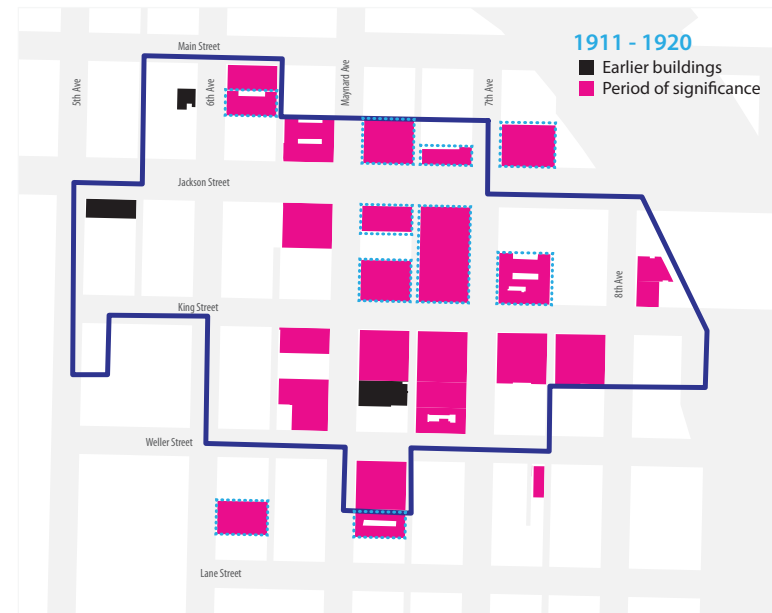 1911 - 1920
Earlier buildings
Period of significance
Main Street
5th Ave
6th Ave
Maynard Ave
7th Ave
Jackson Street
8th Ave
King Street
Weller Street
Lane Street